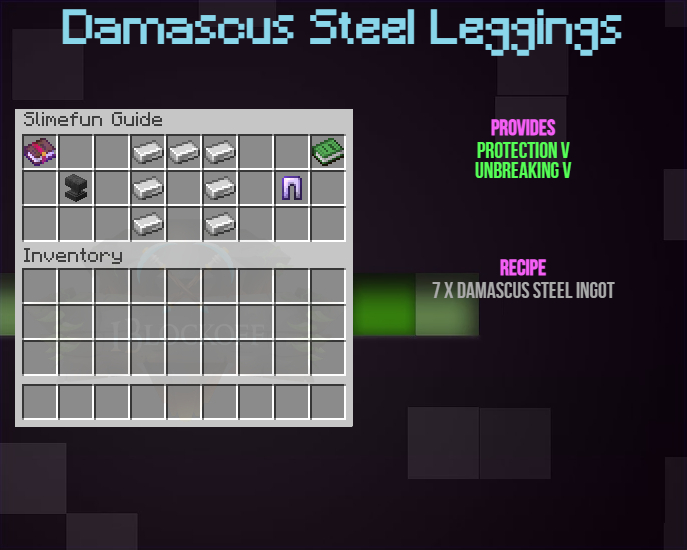 Damascus Steel Leggings
Slimefun Guide
PROVIDES
PROTECTION V
UNBREAKING V
Inventory
RECIPE
7 X DAMASCUS STEEL INGOT